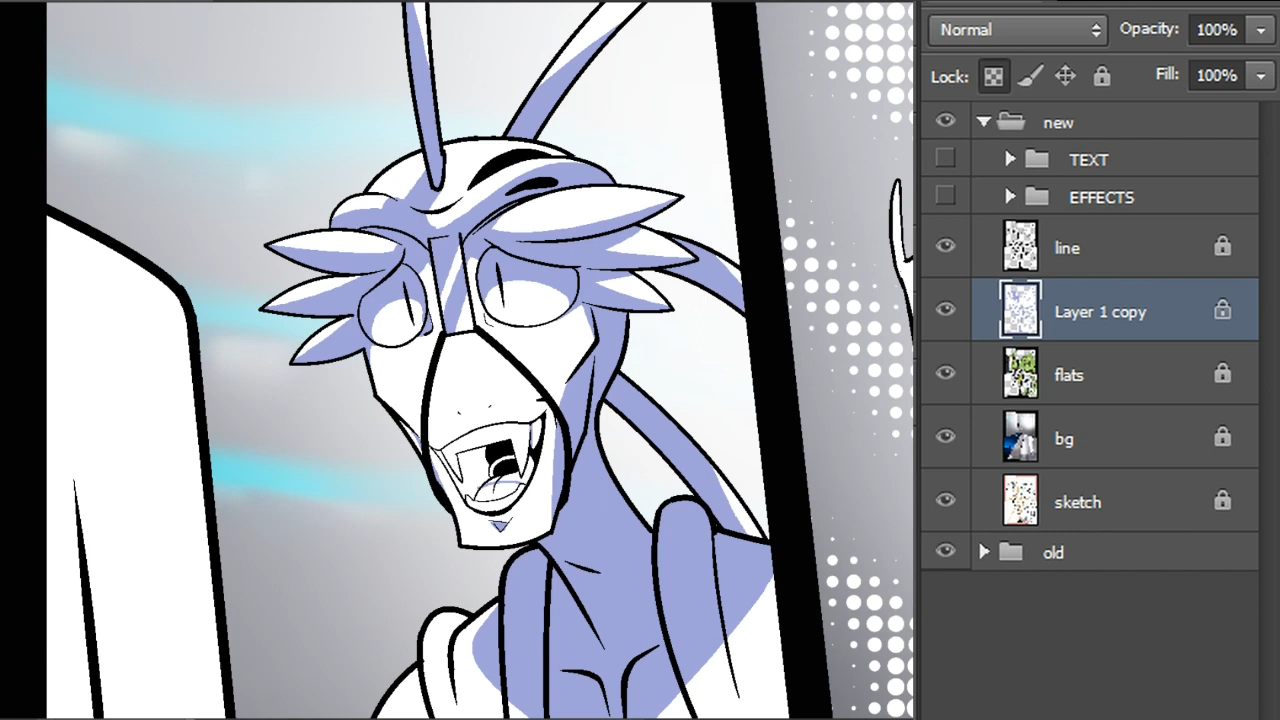 Normal Opacity: 100%
Lock: Fill: 100%
new
TEXT
EFFECTS
line
Layer 1 copy
flats
bg
sketch
old